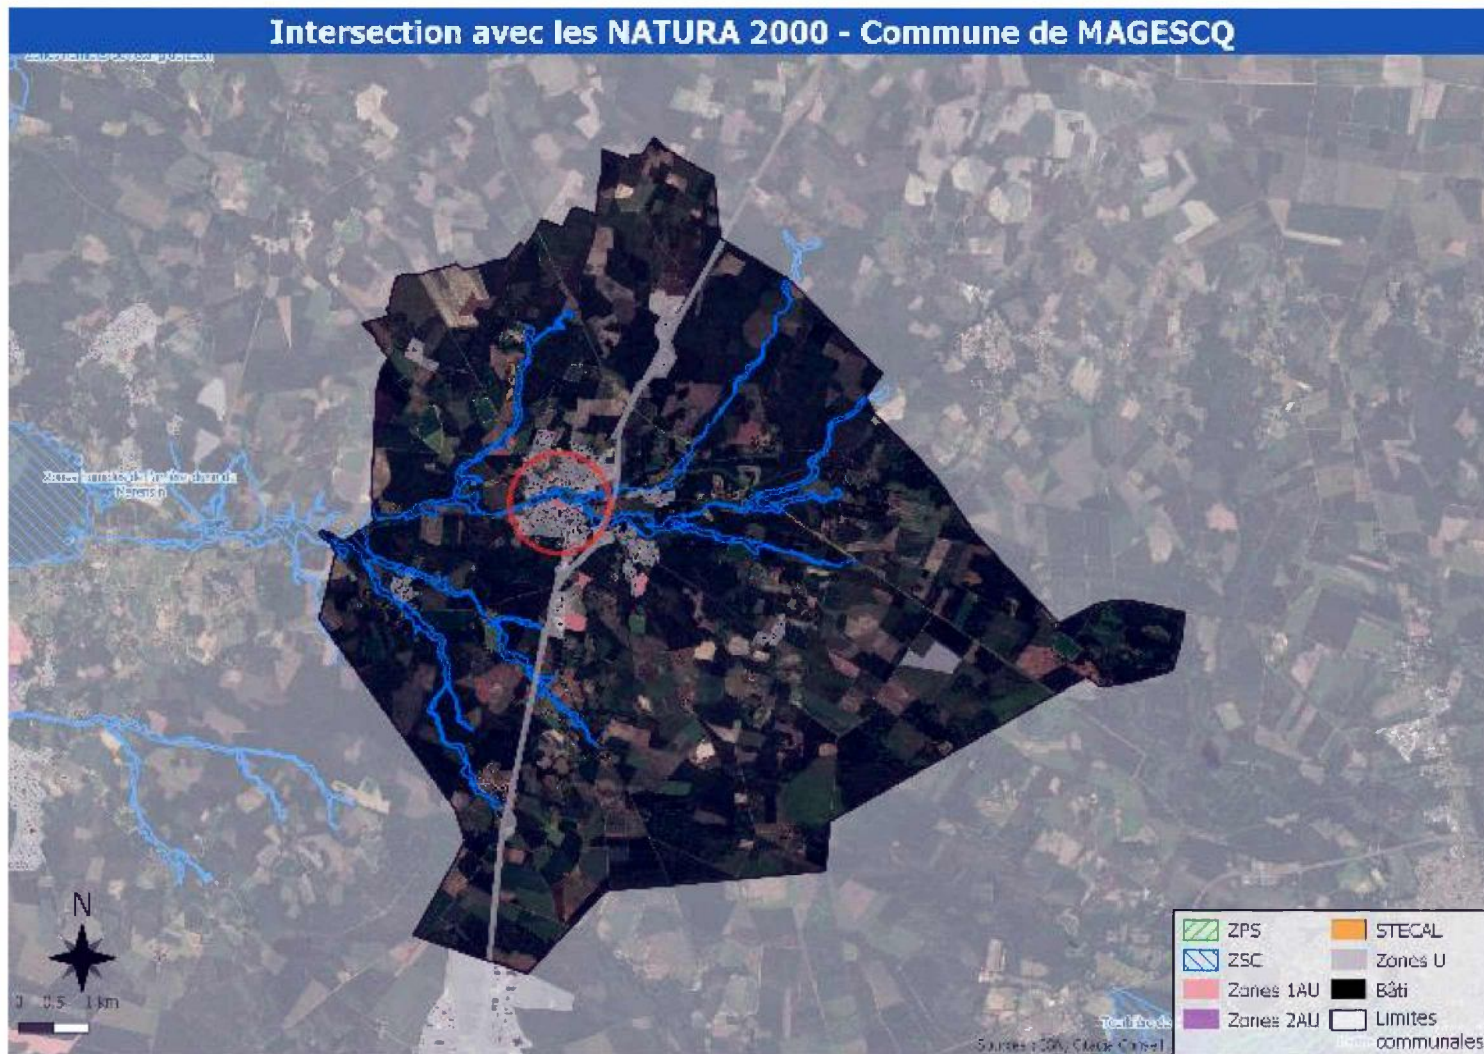 Intersection avec les NATURA 2000 - Commune de MAGESCQ
N
0.5 1 km
ZPS
ZSC
Zones 1AU
Zones 2AU
STECAL
Zones U
Bâti
Limites
communales